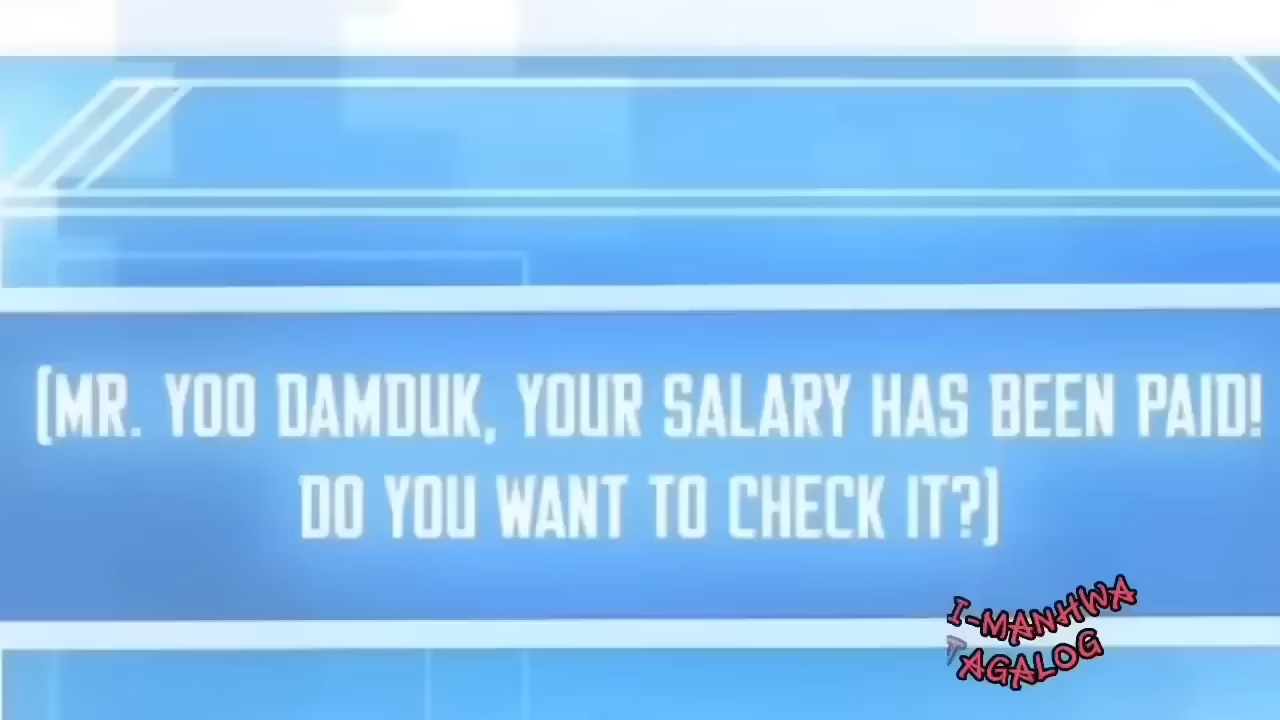 [MR. YOO DAMDUK, YOUR SALARY HAS BEEN PAID!
DO YOU WANT TO CHECK IT?]
I-MANHWA
TAGALOG